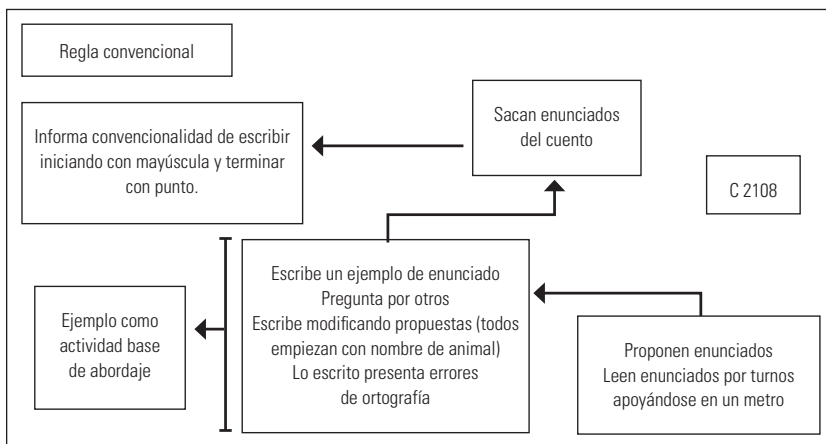 Regla convencional
Sacan enunciados
del cuento
Informa convencionalidad de escribir
iniciando con mayúscula y terminar
con punto.
C 2108
Escribe un ejemplo de enunciado
Pregunta por otros
Escribe modificando propuestas (todos
empiezan con nombre de animal)
Lo escrito presenta errores
de ortografía
Ejemplo como
actividad base
de abordaje
Proponen enunciados
Leen enunciados por turnos
apoyándose en un metro